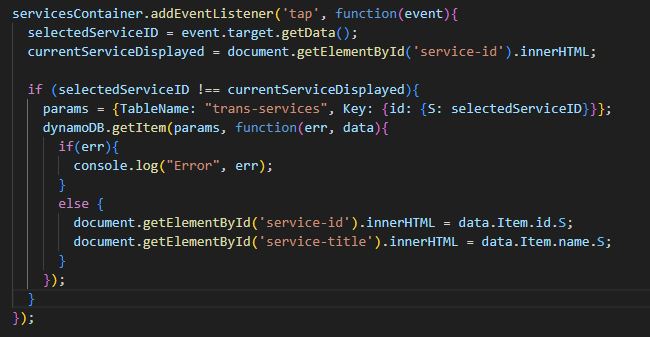 servicesContainer.addEventListener('tap', function(event){
  selectedServiceID = event.target.getData();
  currentServiceDisplayed = document.getElementById('service-id').innerHTML;

  if (selectedServiceID !== currentServiceDisplayed){
    params = {TableName: "trans-services", Key: {id: {S: selectedServiceID}}};
    dynamoDB.getItem(params, function(err, data){
      if(err){
        console.log("Error", err);
      }
      else {
        document.getElementById('service-id').innerHTML = data.Item.id.S;
        document.getElementById('service-title').innerHTML = data.Item.name.S;
      }
    });
  }
});